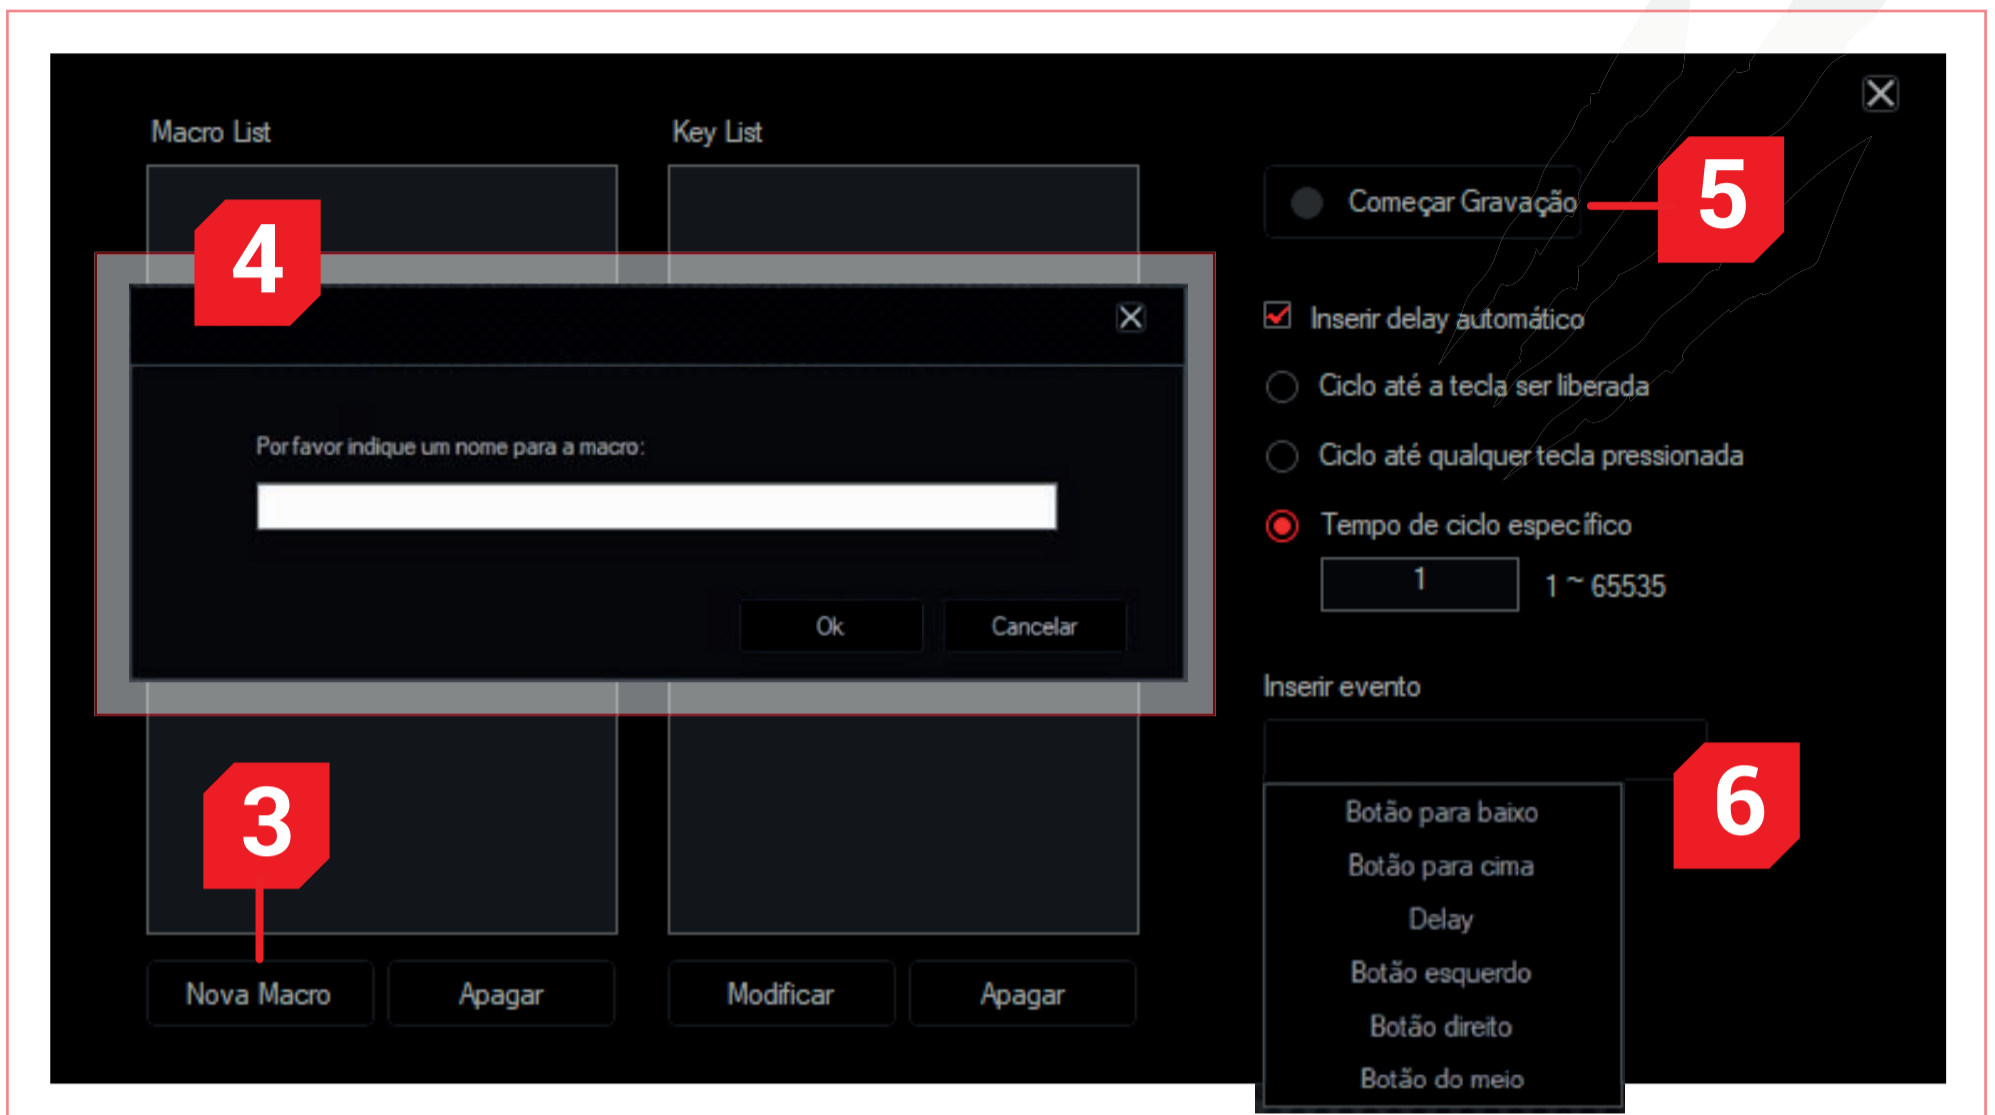 Macro List
Key List
Começar Gravação
5
4
Inserir delay automático
Ciclo até a tecla ser liberada
Por favor indique um nome para a macro:
Ciclo até qualquer tecla pressionada
Tempo de ciclo específico
1
1 ~ 65535
Ok
Cancelar
Inserir evento
3
6
Botão para baixo
Botão para cima
Delay
Botão esquerdo
Botão direito
Botão do meio
Nova Macro
Apagar
Modificar
Apagar